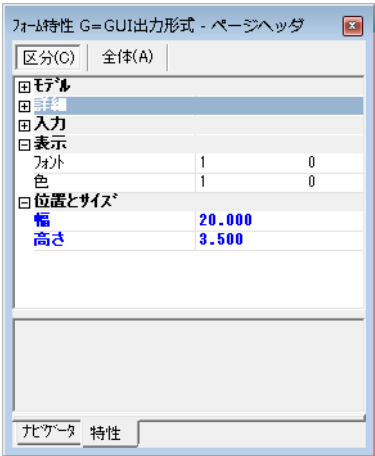 ﾌｫｰﾑ特性 G=GUI出力形式 - ページヘッダ
区分(C) 全体(A)
ﾓﾃﾞﾙ
詳細
入力
表示
ﾌｫﾝﾄ 1 0
色 1 0
位置とｻｲｽﾞ
幅 20.000
高さ 3.500
ﾅﾋﾞｹﾞｰﾀ 特性